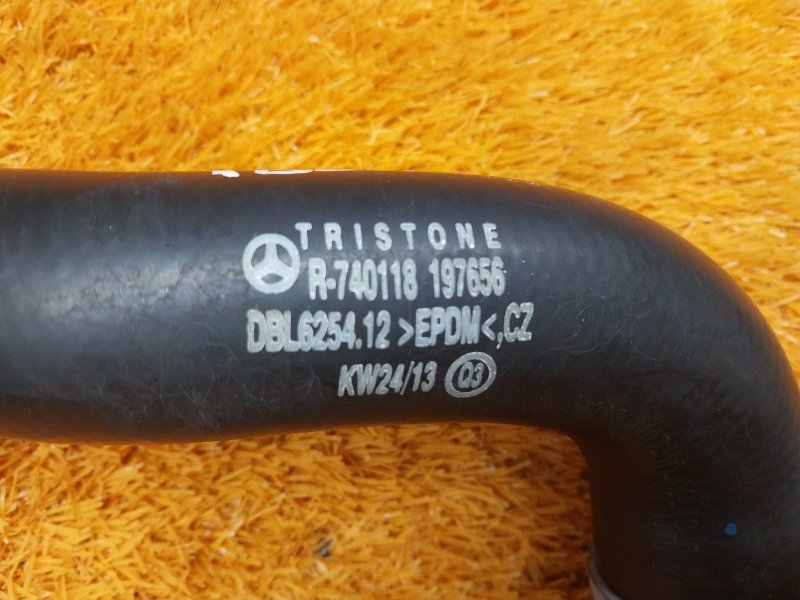 TRISTONE
R-740118 197656
DBL6254.12 >EPDM<,CZ
KW24/13 Q3